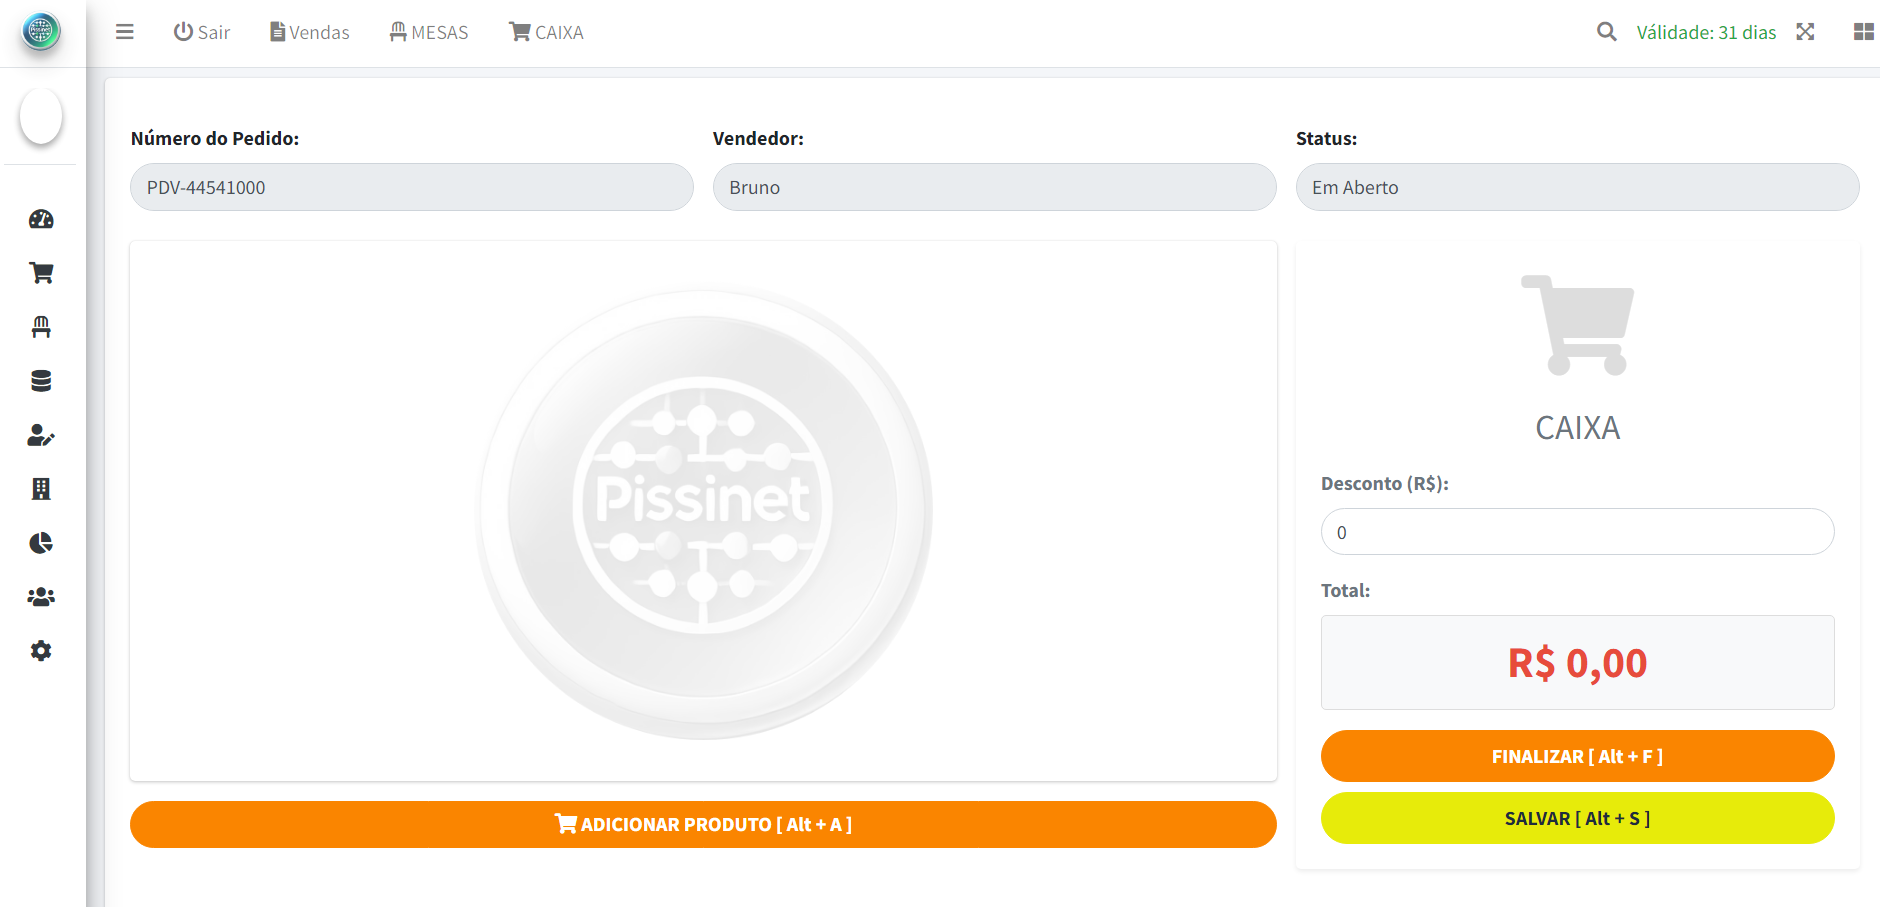 Pissinet
Sair
Vendas
MESAS
CAIXA
Válidade: 31 dias
Número do Pedido:
PDV-44541000
Vendedor:
Bruno
Status:
Em Aberto
Pissinet
ADICIONAR PRODUTO [ Alt + A ]
CAIXA
Desconto (R$):
0
Total:
R$ 0,00
FINALIZAR [ Alt + F ]
SALVAR [ Alt + S ]